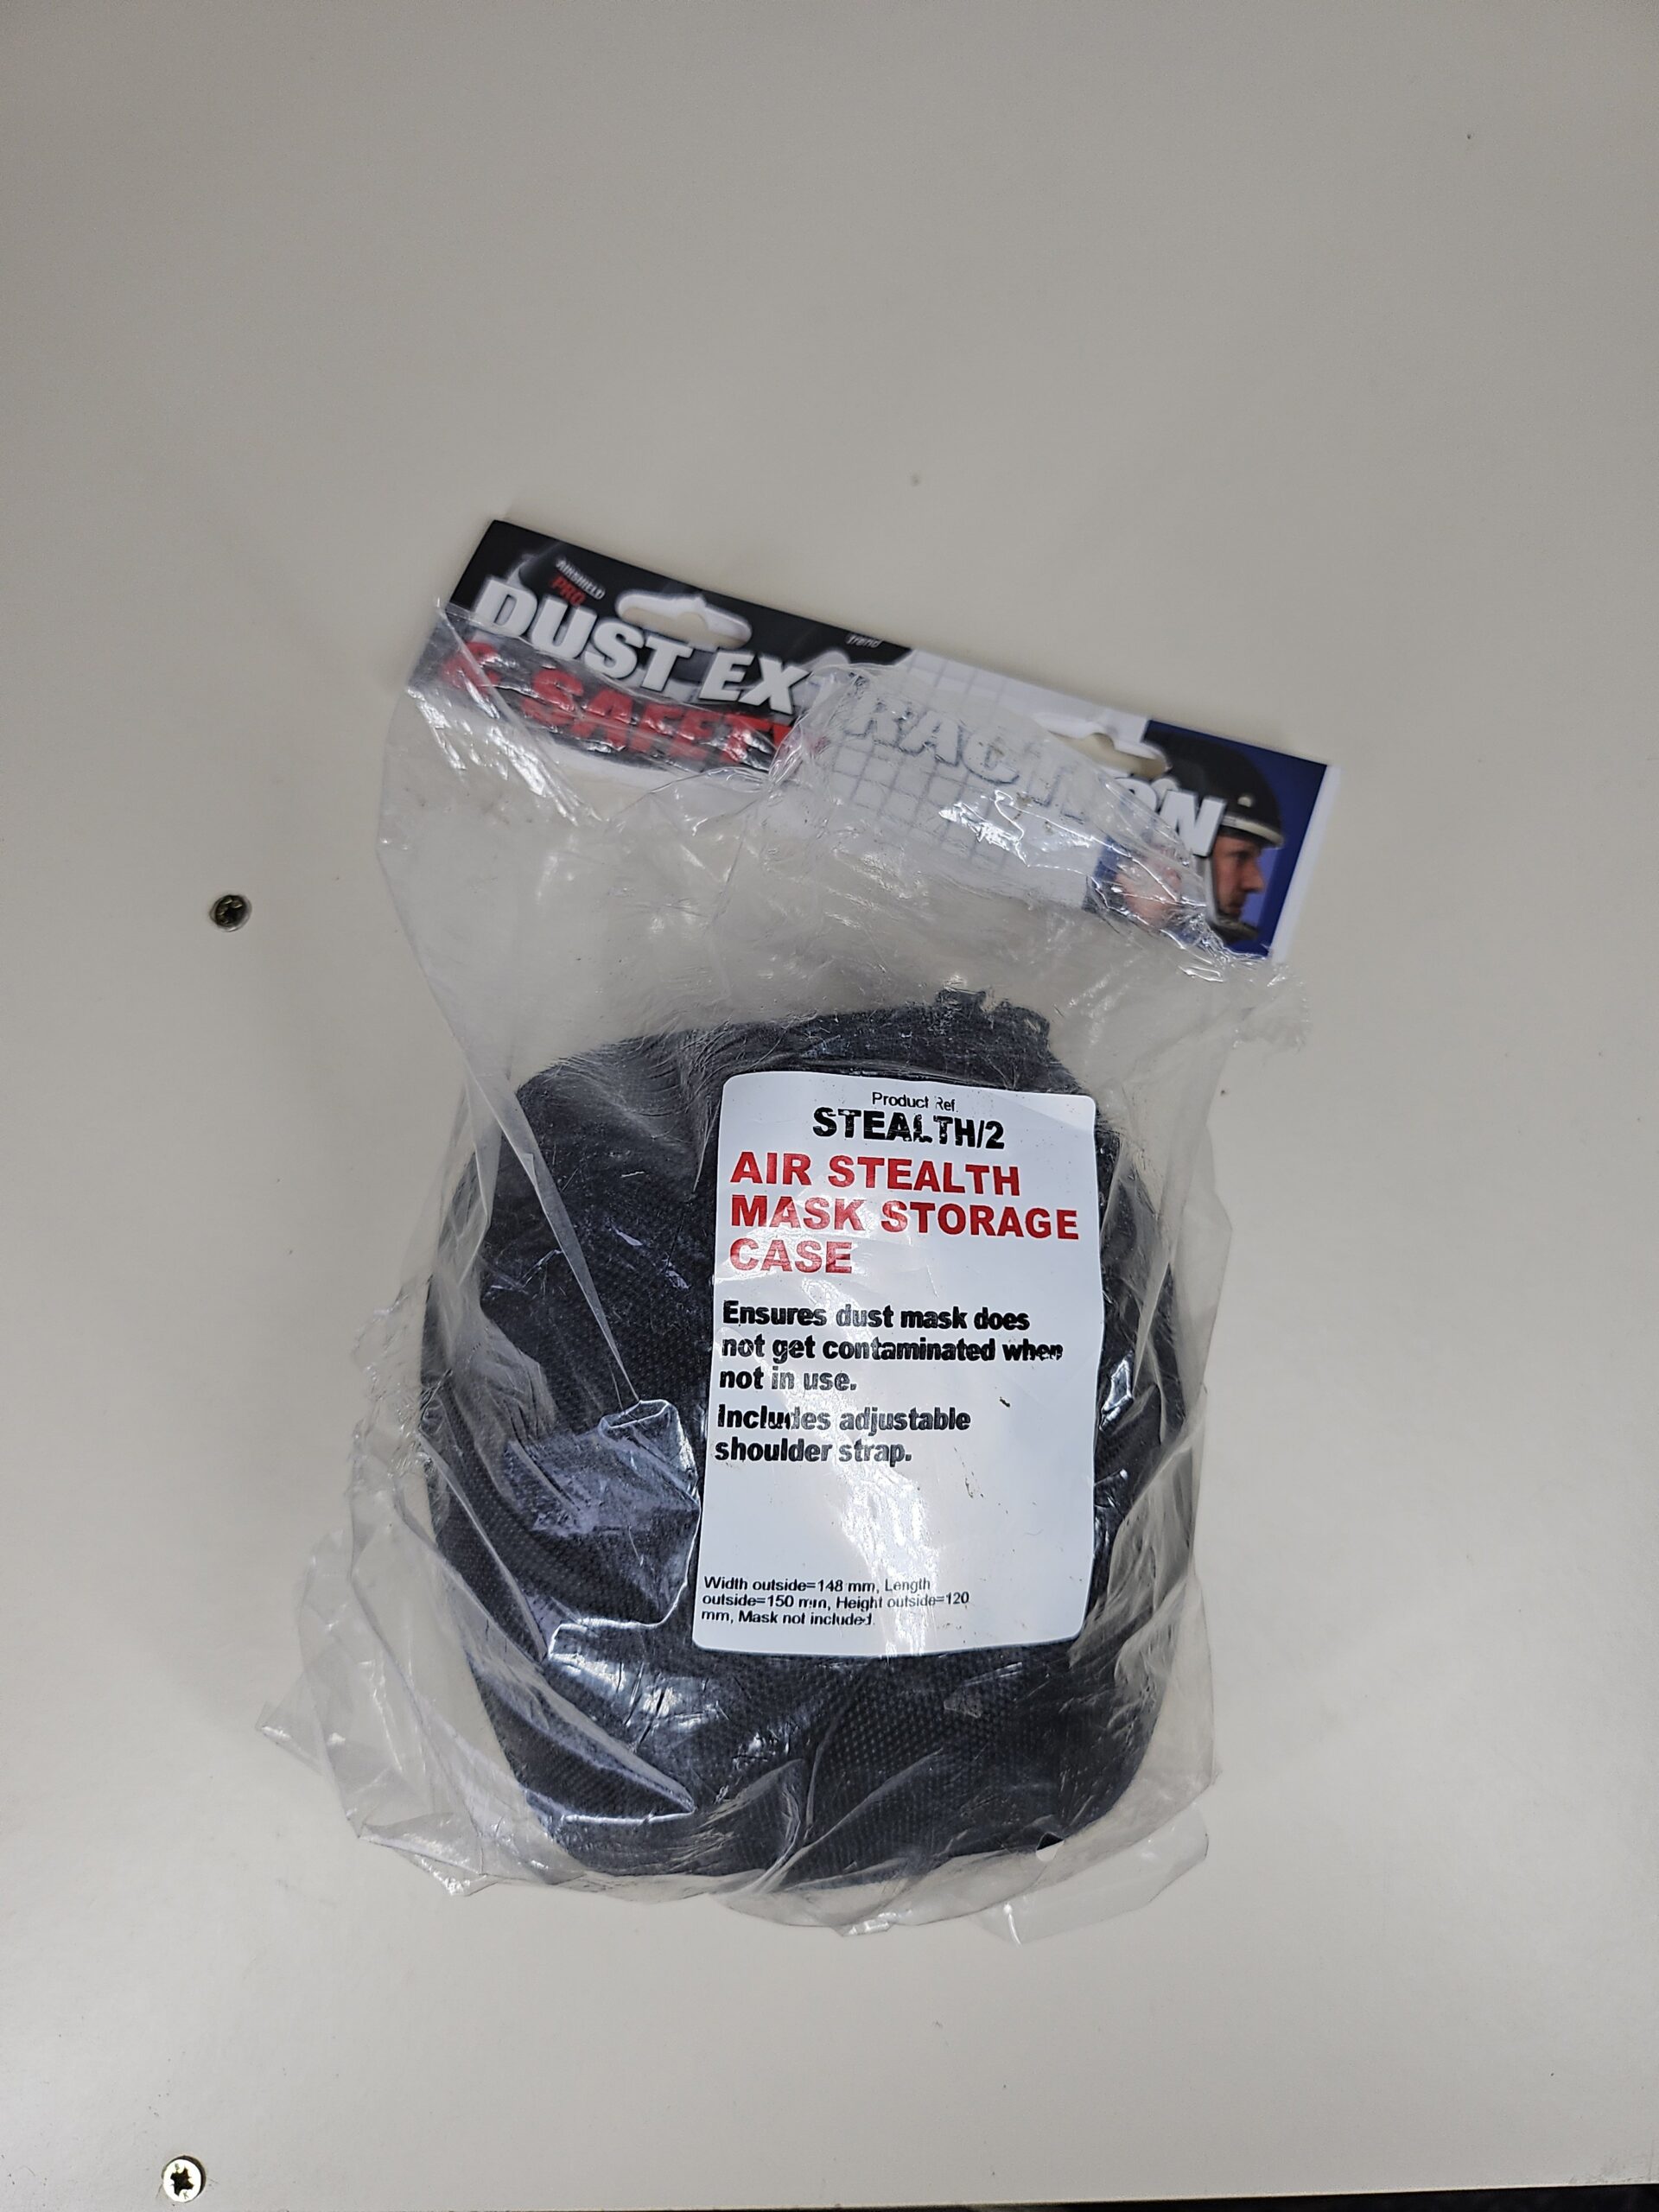 AIRSHIELD
PRO
trend
DUST EXTRACTION
& SAFETY
Product Ref.
STEALTH/2
AIR STEALTH
MASK STORAGE
CASE
Ensures dust mask does
not get contaminated when
not in use.
Includes adjustable
shoulder strap.
Width outside=148 mm, Length
outside=150 mm, Height outside=120
mm, Mask not included.